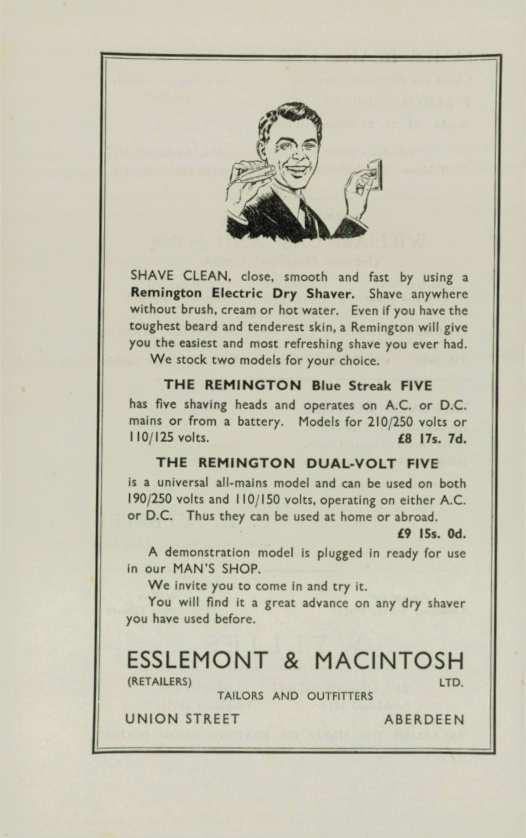 SHAVE CLEAN, close, smooth and fast by using a
Remington Electric Dry Shaver. Shave anywhere
without brush, cream or hot water. Even if you have the
toughest beard and tenderest skin, a Remington will give
you the easiest and most refreshing shave you ever had.
We stock two models for your choice.
THE REMINGTON Blue Streak FIVE
has five shaving heads and operates on A.C. or D.C.
mains or from a battery. Models for 210/250 volts or
110/125 volts. £8 17s. 7d.
THE REMINGTON DUAL-VOLT FIVE
is a universal all-mains model and can be used on both
190/250 volts and 110/150 volts, operating on either A.C.
or D.C. Thus they can be used at home or abroad.
£9 15s. 0d.
A demonstration model is plugged in ready for use
in our MAN'S SHOP.
We invite you to come in and try it.
You will find it a great advance on any dry shaver
you have used before.
ESSLEMONT & MACINTOSH
(RETAILERS) LTD.
TAILORS AND OUTFITTERS
UNION STREET ABERDEEN